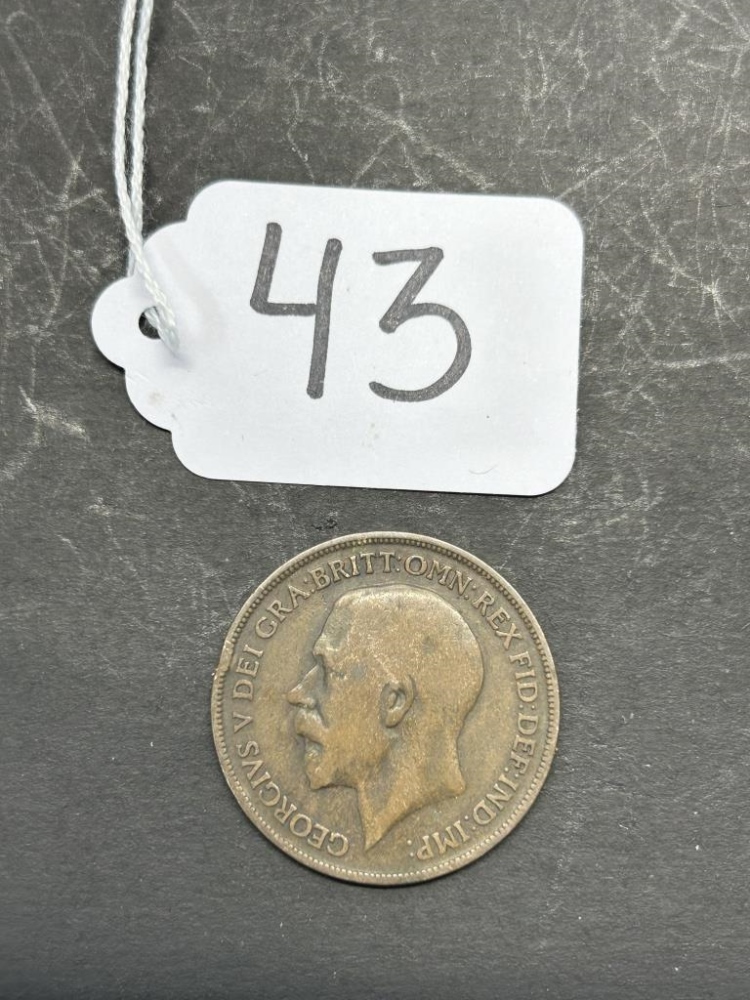 43
GEORGIVS V DEI GRA:BRITT:OMN:REX FID:DEF:IND:IMP: